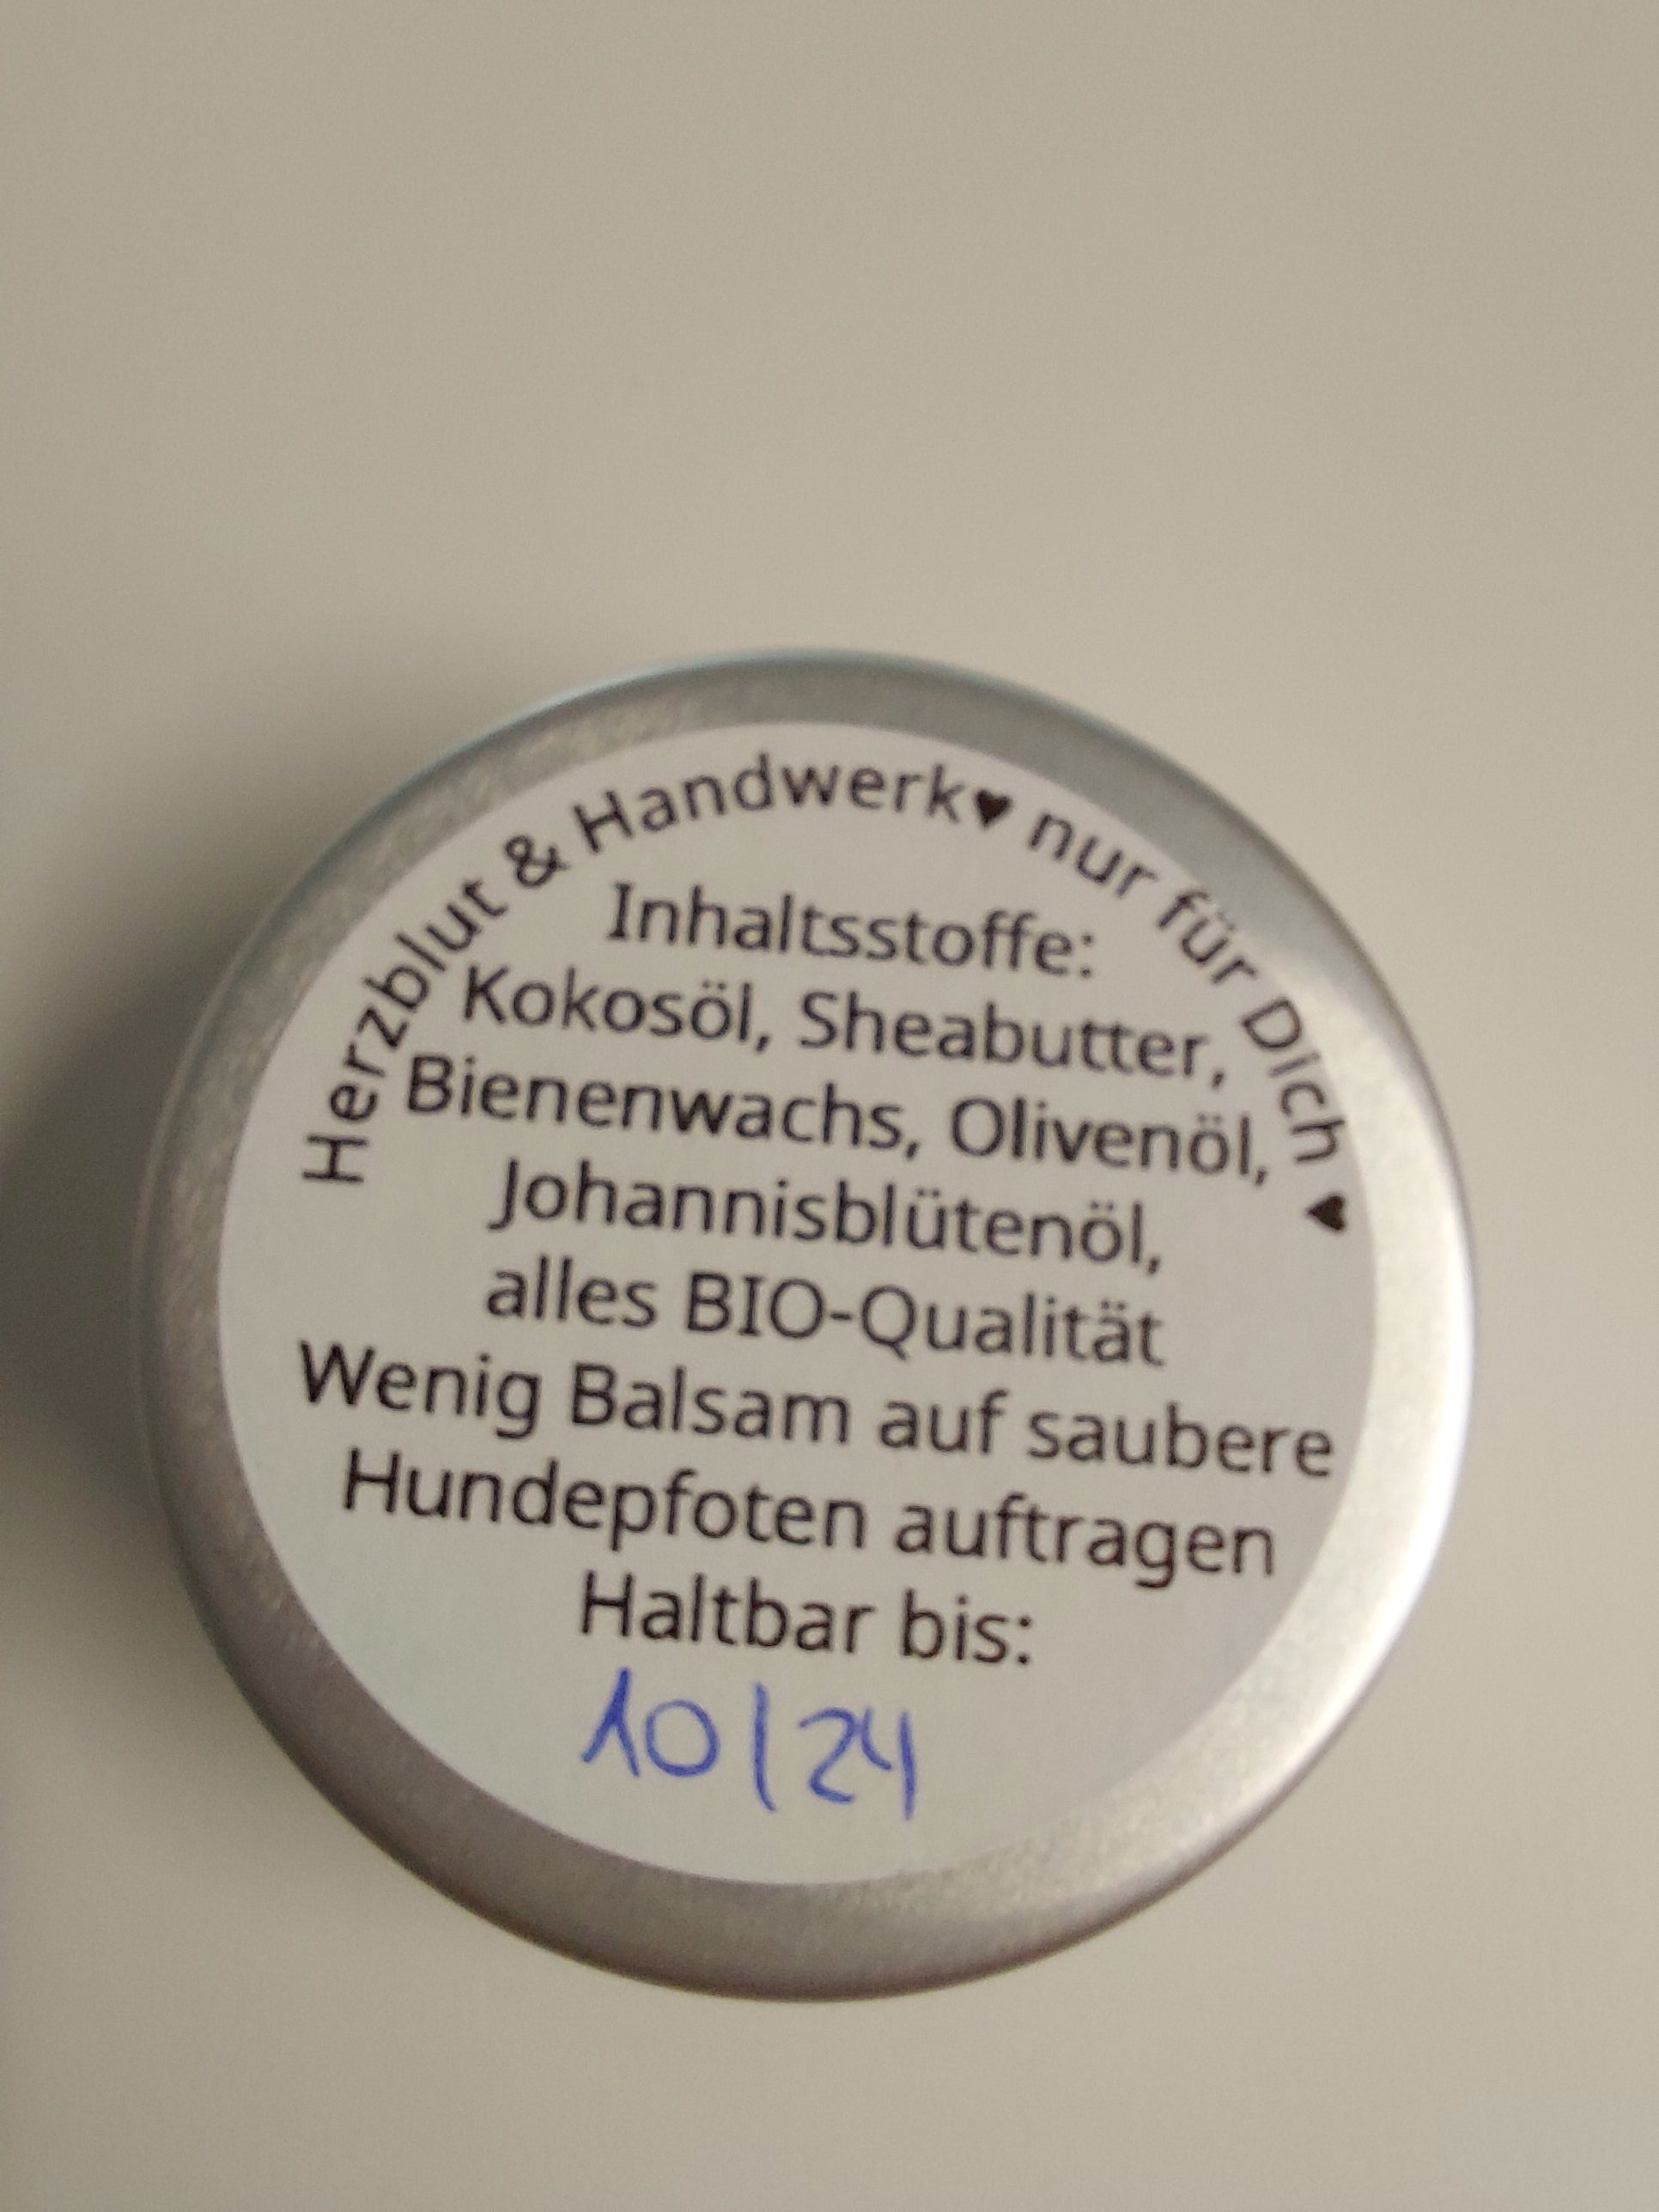 Herzblut & Handwerk♥ nur für Dich ♥
Inhaltsstoffe:
Kokosöl, Sheabutter,
Bienenwachs, Olivenöl,
Johannisblütenöl,
alles BIO-Qualität
Wenig Balsam auf saubere
Hundepfoten auftragen
Haltbar bis:
10/24